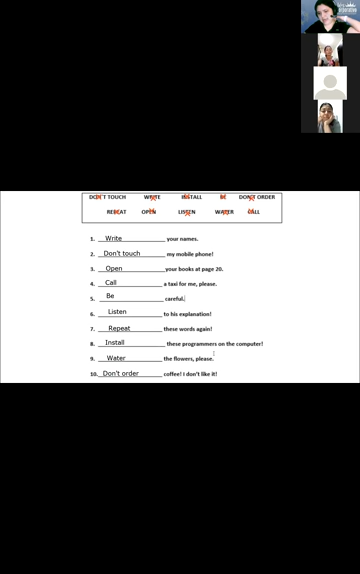 DON'T TOUCH WRITE INSTALL BE DON'T ORDER
REPEAT OPEN LISTEN WATER CALL
1. Write your names.
2. Don't touch my mobile phone!
3. Open your books at page 20.
4. Call a taxi for me, please.
5. Be careful.
6. Listen to his explanation!
7. Repeat these words again!
8. Install these programmers on the computer!
9. Water the flowers, please.
10. Don't order coffee! I don't like it!